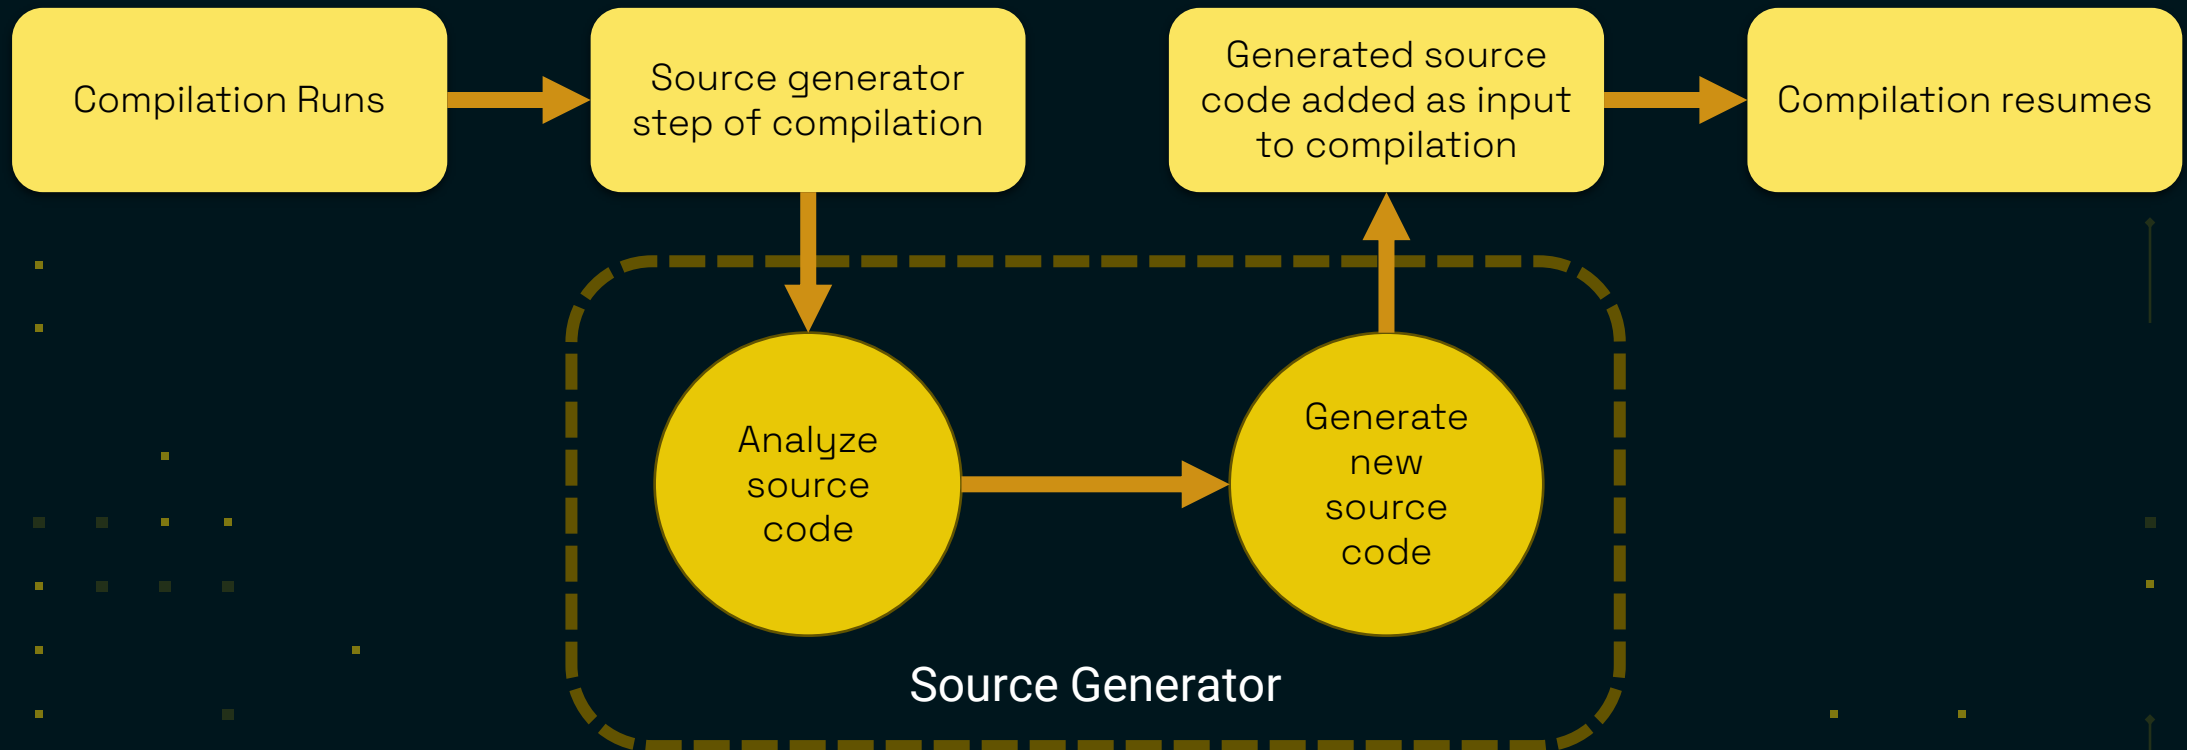 Compilation Runs
Source generator
step of compilation
Generated source
code added as input
to compilation
Compilation resumes
Analyze
source
code
Generate
new
source
code
Source Generator